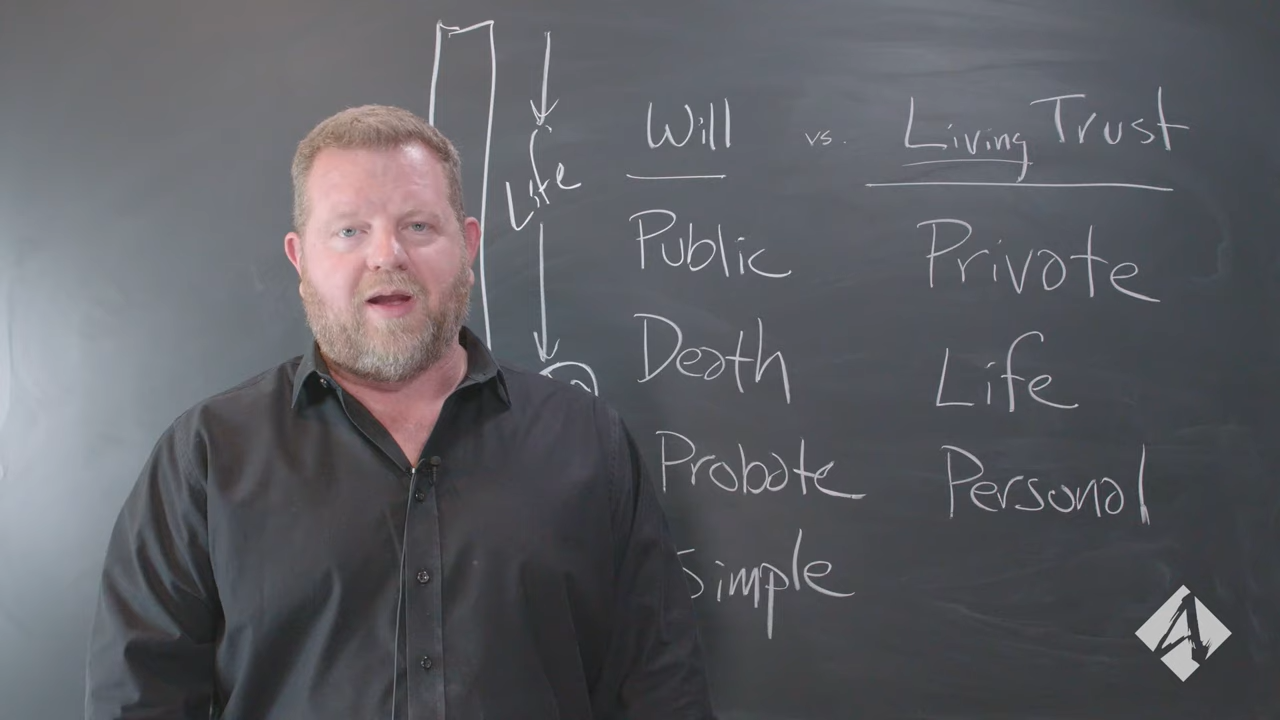 Life
Will vs. Living Trust
Public Private
Death Life
Probate Personal
Simple
A